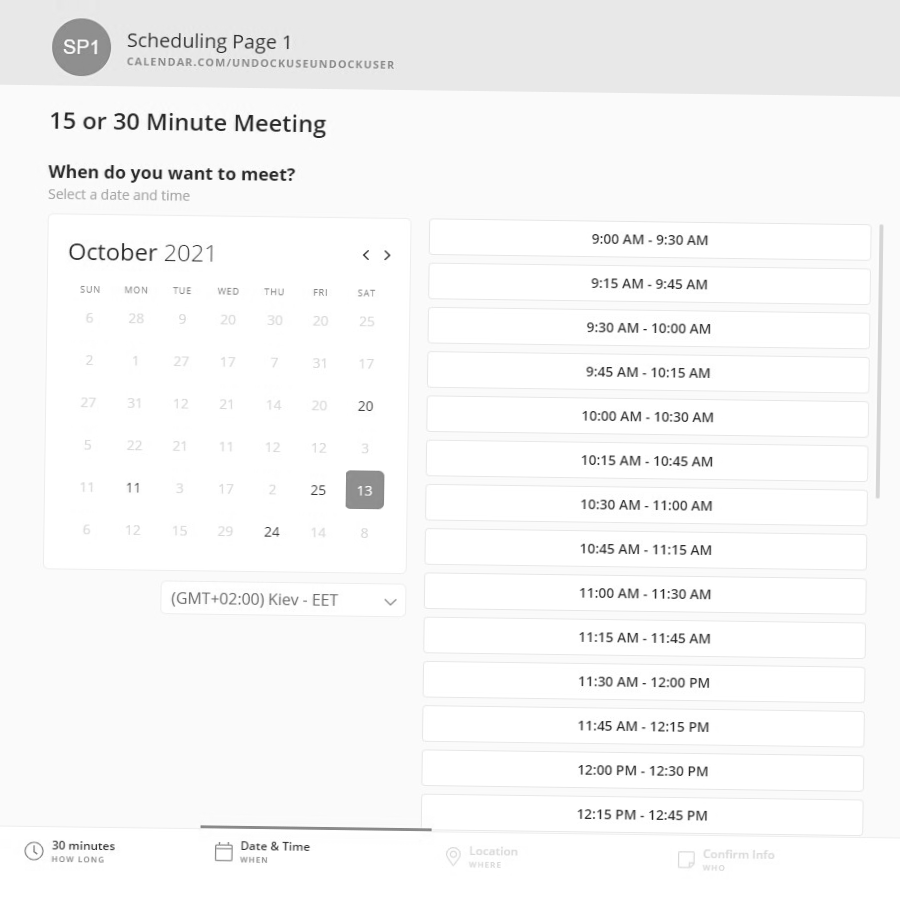 SP1
Scheduling Page 1
CALENDAR.COM/UNDOCKUSEUNDOCKUSER
15 or 30 Minute Meeting
When do you want to meet?
Select a date and time
October 2021
SUN MON TUE WED THU FRI SAT
6 28 9 20 30 20 25
2 1 27 17 7 31 17
27 31 12 21 14 20 20
5 22 21 11 12 12 3
11 11 3 17 2 25 13
6 12 15 29 24 14 8
(GMT+02:00) Kiev - EET
9:00 AM - 9:30 AM
9:15 AM - 9:45 AM
9:30 AM - 10:00 AM
9:45 AM - 10:15 AM
10:00 AM - 10:30 AM
10:15 AM - 10:45 AM
10:30 AM - 11:00 AM
10:45 AM - 11:15 AM
11:00 AM - 11:30 AM
11:15 AM - 11:45 AM
11:30 AM - 12:00 PM
11:45 AM - 12:15 PM
12:00 PM - 12:30 PM
12:15 PM - 12:45 PM
30 minutes
HOW LONG
Date & Time
WHEN
Location
WHERE
Confirm Info
WHO